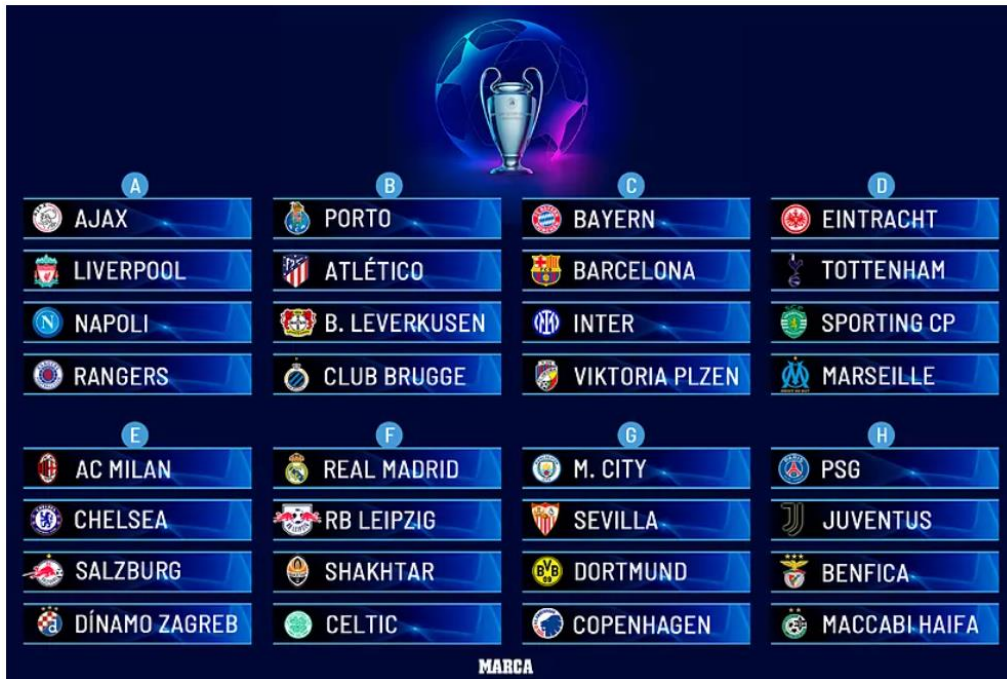 A
B
C
D
AJAX
PORTO
BAYERN
EINTRACHT
LIVERPOOL
ATLÉTICO
BARCELONA
TOTTENHAM
NAPOLI
B. LEVERKUSEN
INTER
SPORTING CP
RANGERS
CLUB BRUGGE
VIKTORIA PLZEN
MARSEILLE
E
F
G
H
AC MILAN
REAL MADRID
M. CITY
PSG
CHELSEA
RB LEIPZIG
SEVILLA
JUVENTUS
SALZBURG
SHAKHTAR
DORTMUND
BENFICA
DÍNAMO ZAGREB
CELTIC
COPENHAGEN
MACCABI HAIFA
MARCA